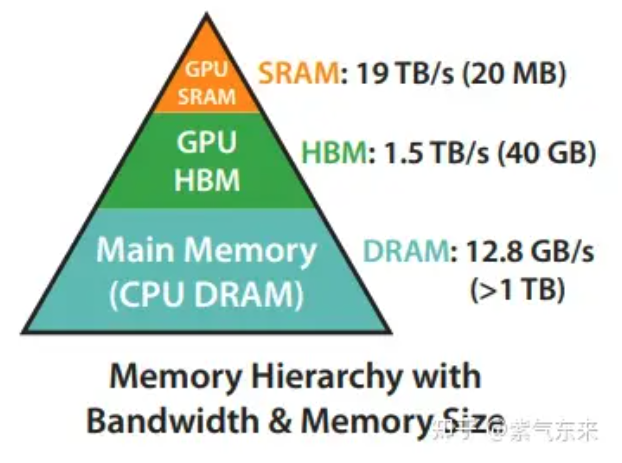 GPU
SRAM
SRAM: 19 TB/s (20 MB)
GPU
HBM
HBM: 1.5 TB/s (40 GB)
Main Memory
(CPU DRAM)
DRAM: 12.8 GB/s
(>1 TB)
Memory Hierarchy with
Bandwidth & Memory Size
知乎 @紫气东来